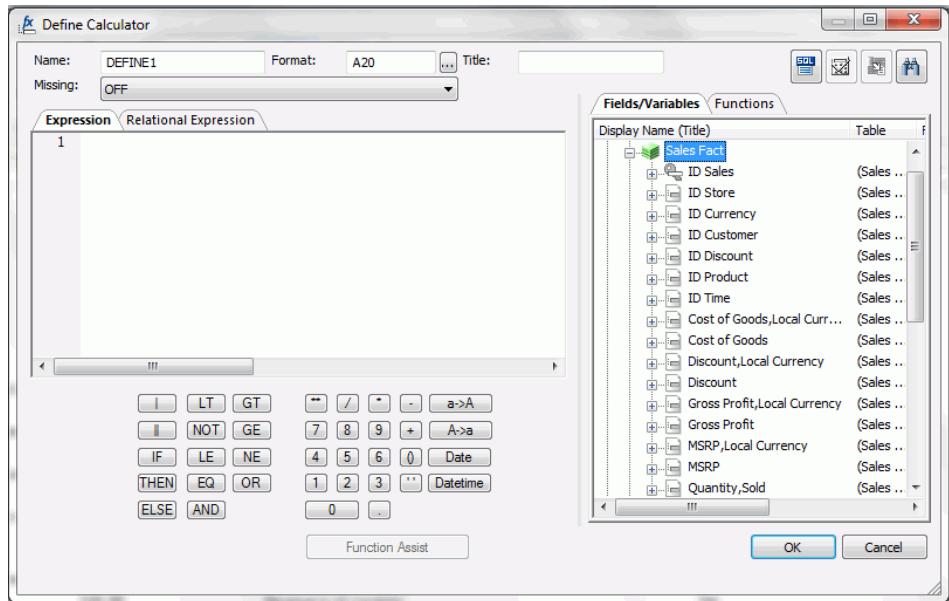 fx Define Calculator
Name: DEFINE1 Format: A20 ... Title:
SQL
Missing: OFF
Expression Relational Expression
Fields/Variables Functions
1
Display Name (Title) Table F
Sales Fact
ID Sales (Sales ...
ID Store (Sales ...
ID Currency (Sales ...
ID Customer (Sales ...
ID Discount (Sales ...
ID Product (Sales ...
ID Time (Sales ...
Cost of Goods,Local Curr... (Sales ...
Cost of Goods (Sales ...
Discount,Local Currency (Sales ...
Discount (Sales ...
Gross Profit,Local Currency (Sales ...
Gross Profit (Sales ...
MSRP,Local Currency (Sales ...
MSRP (Sales ...
Quantity,Sold (Sales ...
| LT GT ** / * - a->A
|| NOT GE 7 8 9 + A->a
IF LE NE 4 5 6 () Date
THEN EQ OR 1 2 3 ' ' Datetime
ELSE AND 0 .
Function Assist
OK Cancel